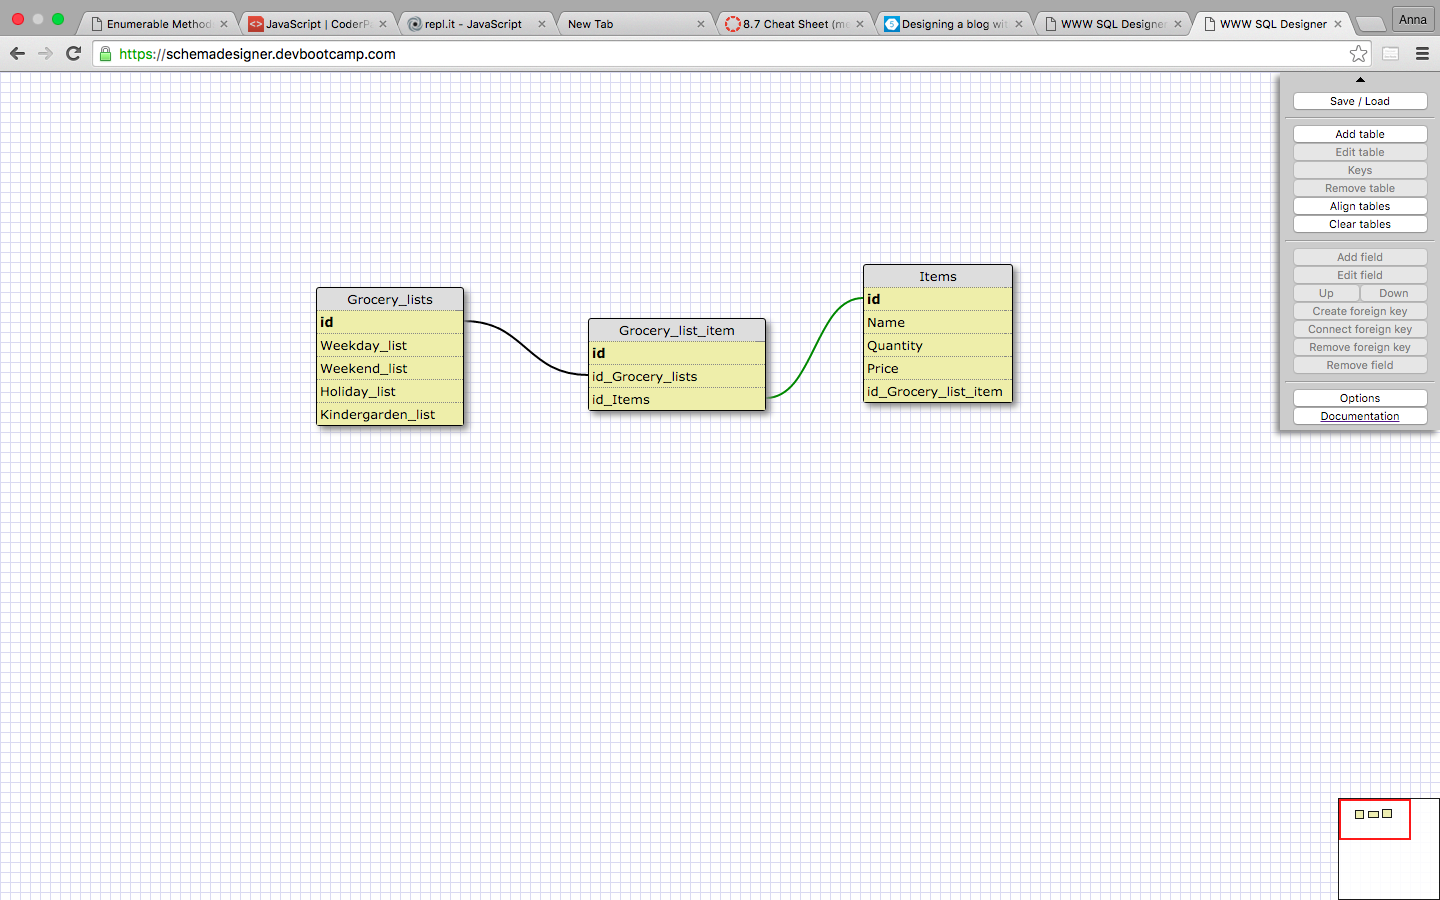 Enumerable Method
JavaScript | CoderP
repl.it - JavaScript
New Tab
8.7 Cheat Sheet (me
Designing a blog wit
WWW SQL Designer
WWW SQL Designer
Anna
https://schemadesigner.devbootcamp.com
Save / Load
Add table
Edit table
Keys
Remove table
Align tables
Clear tables
Add field
Edit field
Up
Down
Create foreign key
Connect foreign key
Remove foreign key
Remove field
Options
Documentation
Grocery_lists
id
Weekday_list
Weekend_list
Holiday_list
Kindergarden_list
Grocery_list_item
id
id_Grocery_lists
id_Items
Items
id
Name
Quantity
Price
id_Grocery_list_item